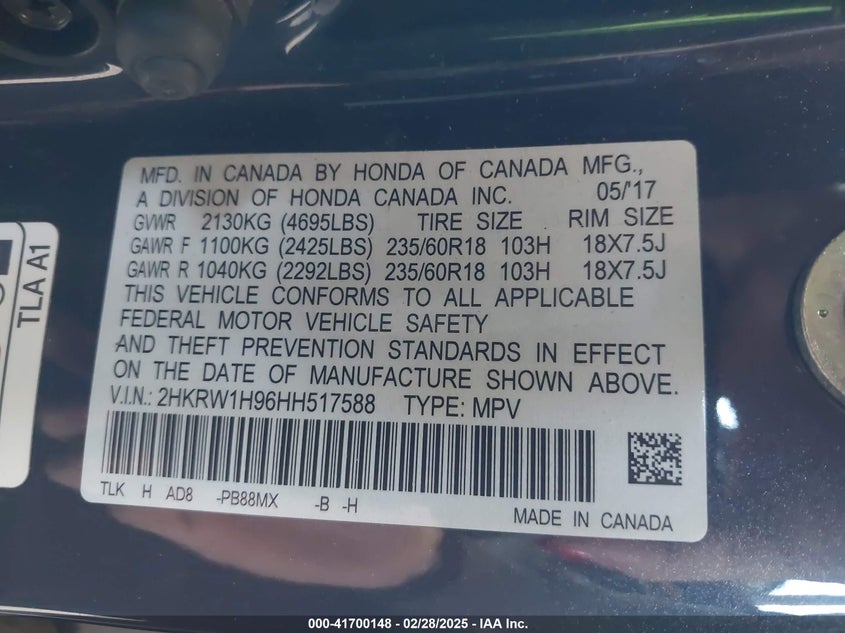 MFD. IN CANADA BY HONDA OF CANADA MFG.,
A DIVISION OF HONDA CANADA INC. 05/'17
GVWR 2130KG (4695LBS) TIRE SIZE RIM SIZE
GAWR F 1100KG (2425LBS) 235/60R18 103H 18X7.5J
GAWR R 1040KG (2292LBS) 235/60R18 103H 18X7.5J
THIS VEHICLE CONFORMS TO ALL APPLICABLE
FEDERAL MOTOR VEHICLE SAFETY
AND THEFT PREVENTION STANDARDS IN EFFECT
ON THE DATE OF MANUFACTURE SHOWN ABOVE.
V.I.N.: 2HKRW1H96HH517588 TYPE: MPV
TLK H AD8 -PB88MX -B -H
MADE IN CANADA
TLA A1
000-41700148 - 02/28/2025 - IAA Inc.